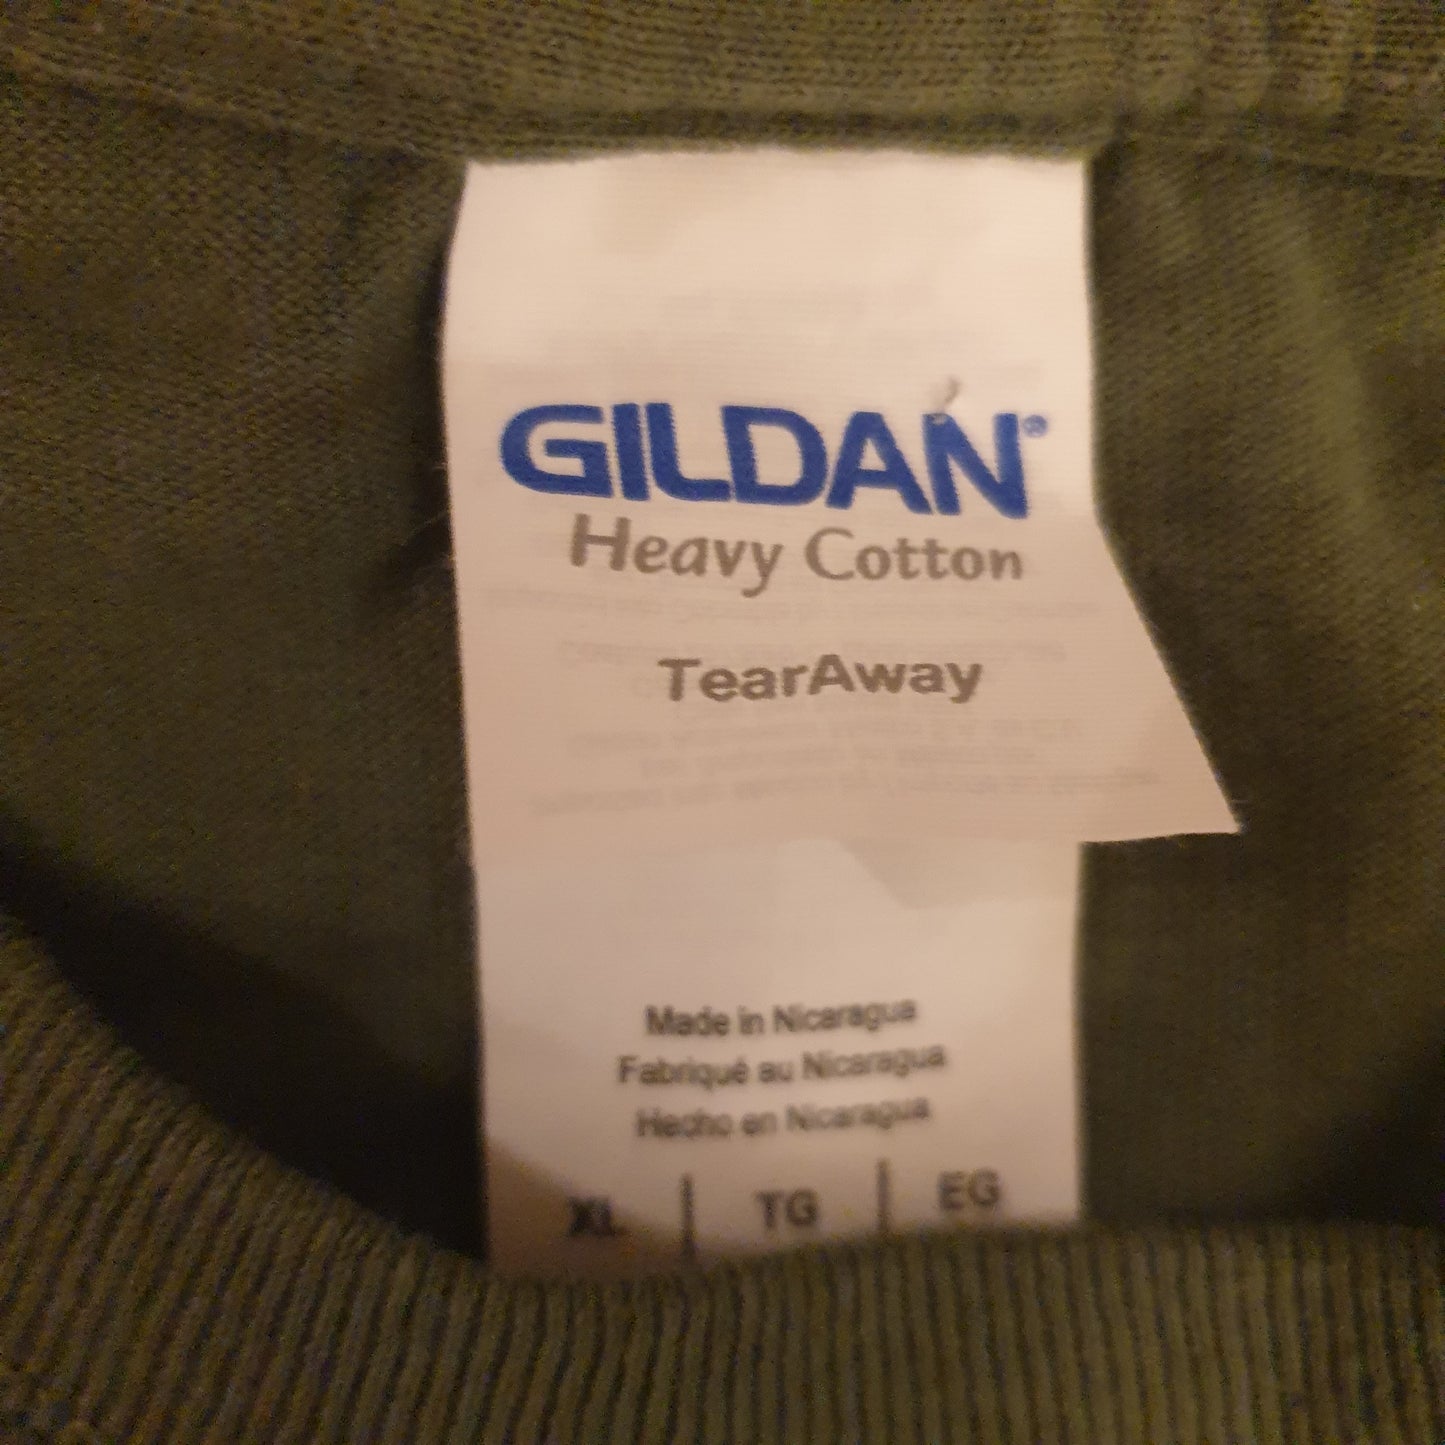 GILDAN®
Heavy Cotton
TearAway
Made in Nicaragua
Fabriqué au Nicaragua
Hecho en Nicaragua
XL | TG | EG